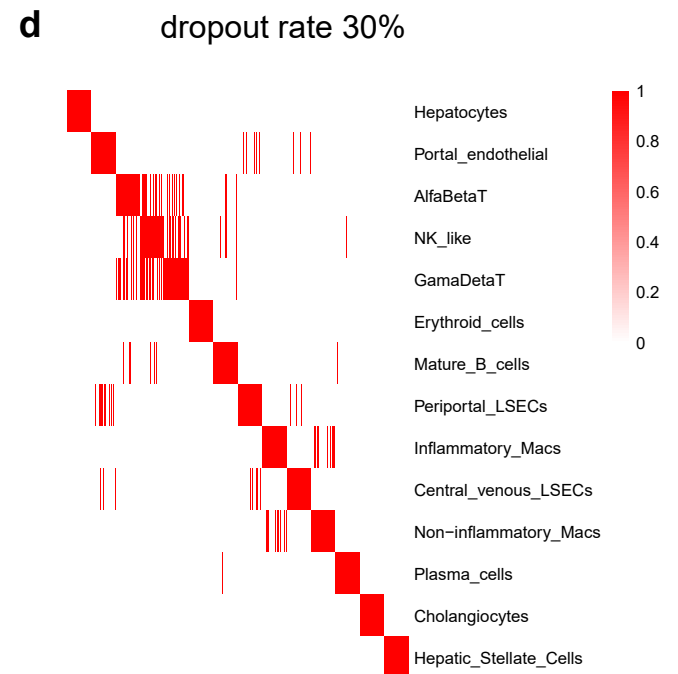 d
dropout rate 30%
Hepatocytes
Portal_endothelial
AlfaBetaT
NK_like
GamaDetaT
Erythroid_cells
Mature_B_cells
Periportal_LSECs
Inflammatory_Macs
Central_venous_LSECs
Non−inflammatory_Macs
Plasma_cells
Cholangiocytes
Hepatic_Stellate_Cells
1
0.8
0.6
0.4
0.2
0